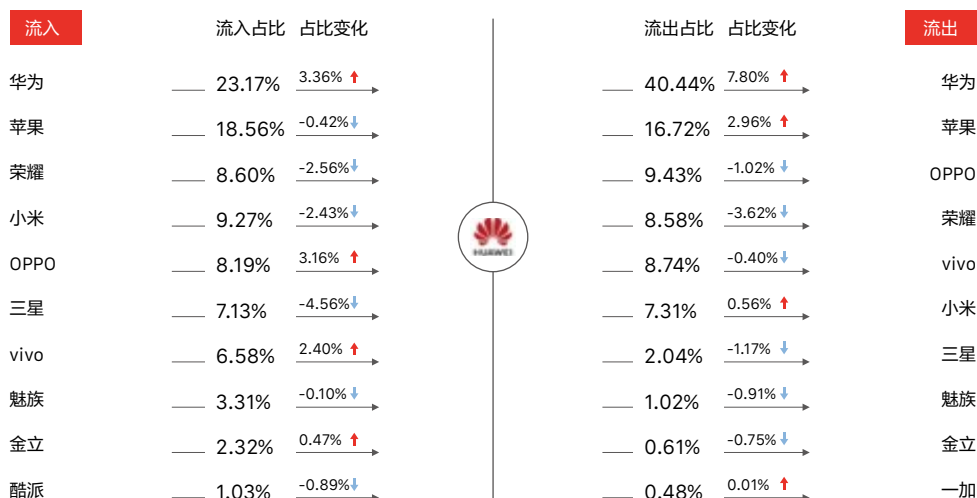 流入 流入占比 占比变化 流出占比 占比变化 流出
华为 23.17% 3.36% 40.44% 7.80% 华为
苹果 18.56% -0.42% 16.72% 2.96% 苹果
荣耀 8.60% -2.56% 9.43% -1.02% OPPO
小米 9.27% -2.43% 8.58% -3.62% 荣耀
HUAWEI
OPPO 8.19% 3.16% 8.74% -0.40% vivo
三星 7.13% -4.56% 7.31% 0.56% 小米
vivo 6.58% 2.40% 2.04% -1.17% 三星
魅族 3.31% -0.10% 1.02% -0.91% 魅族
金立 2.32% 0.47% 0.61% -0.75% 金立
酷派 1.03% -0.89% 0.48% 0.01% 一加